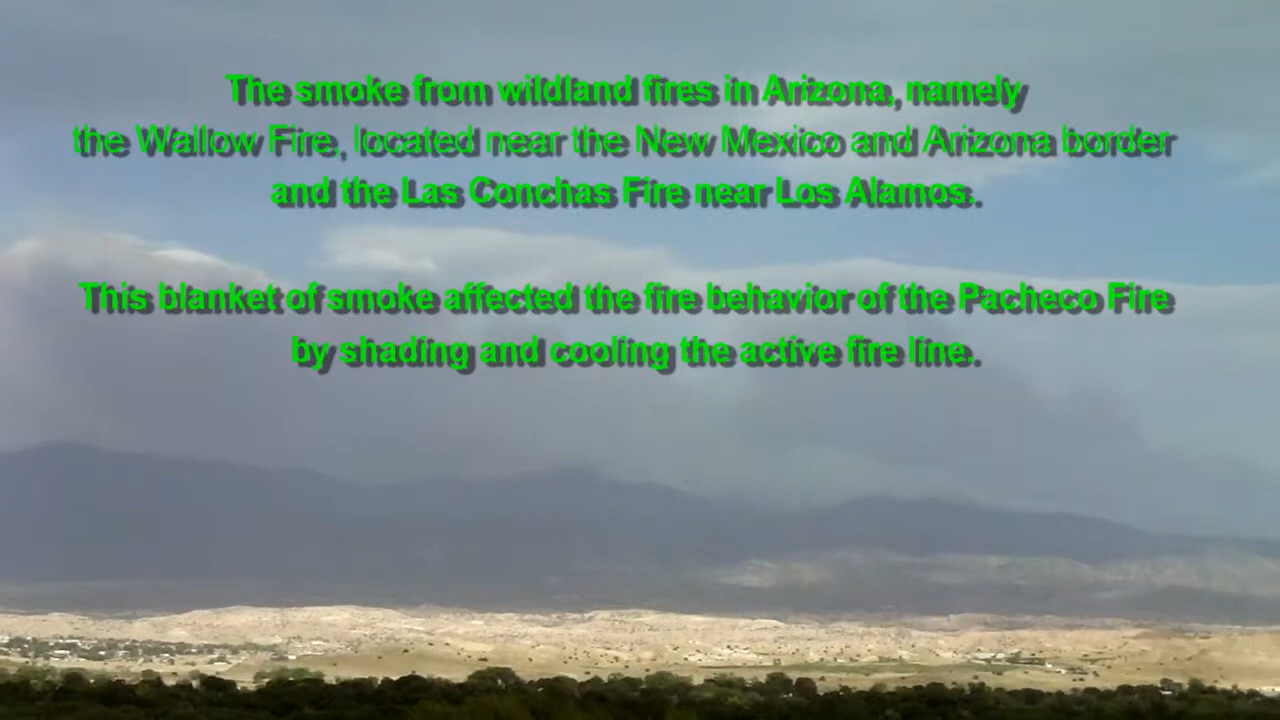 The smoke from wildland fires in Arizona, namely
the Wallow Fire, located near the New Mexico and Arizona border
and the Las Conchas Fire near Los Alamos.
This blanket of smoke affected the fire behavior of the Pacheco Fire
by shading and cooling the active fire line.